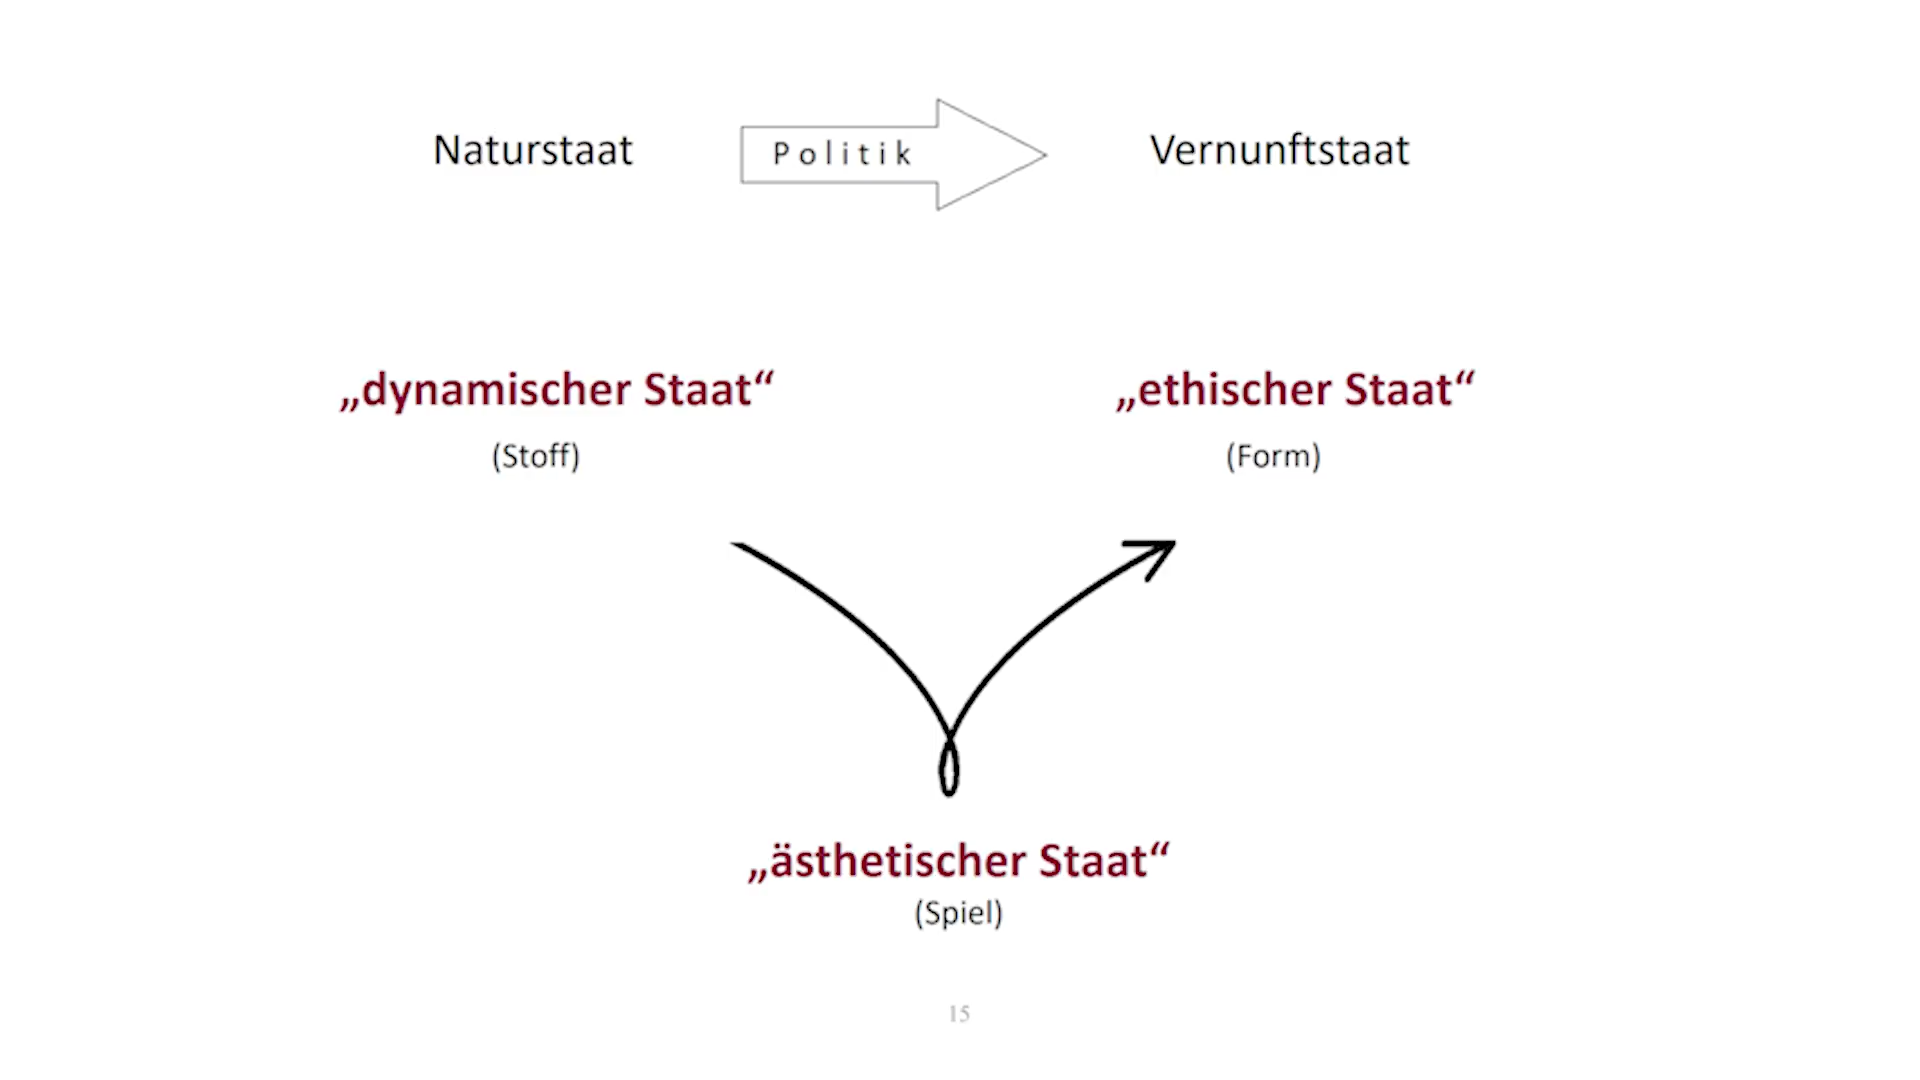 Naturstaat
Politik
Vernunftstaat
„dynamischer Staat“
„ethischer Staat“
(Stoff)
(Form)
„ästhetischer Staat“
(Spiel)
15